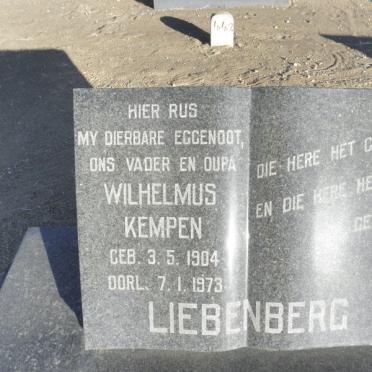 HIER RUS
MY DIERBARE EGGENOOT,
ONS VADER EN OUPA
WILHELMUS
KEMPEN
GEB. 3. 5. 1904
OORL. 7. 1. 1973
DIE HERE HET
EN DIE HERE
LIEBENBERG